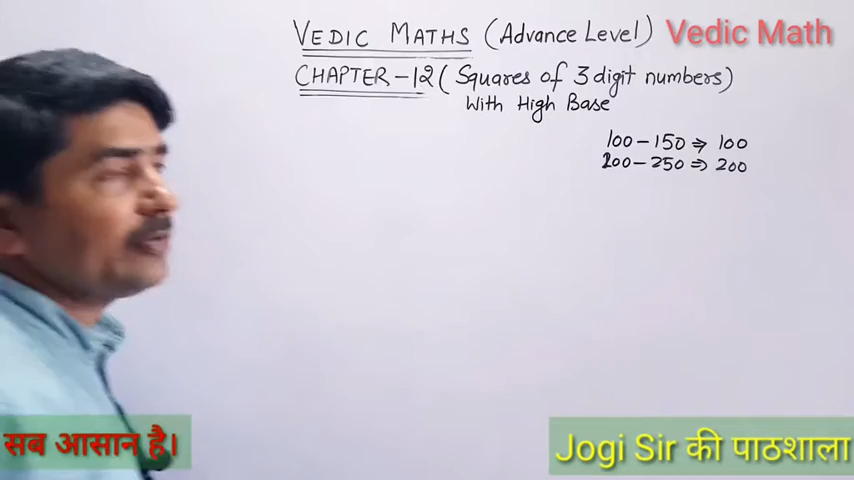 VEDIC MATHS (Advance Level) Vedic Math
CHAPTER-12 (Squares of 3 digit numbers)
With High Base
100-150 ⇒ 100
200-250 ⇒ 200
सब आसान है।
Jogi Sir की पाठशाला